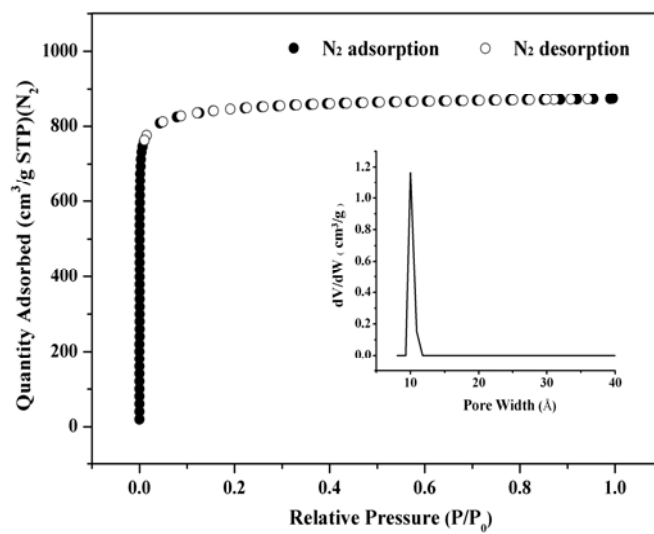 N₂ adsorption N₂ desorption
1000
800
600
400
200
0
Quantity Adsorbed (cm³/g STP)(N₂)
0.0 0.2 0.4 0.6 0.8 1.0
Relative Pressure (P/P₀)
1.2
1.0
0.8
0.6
0.4
0.2
0.0
dV/dW ( cm³/g )
10 20 30 40
Pore Width (Å)